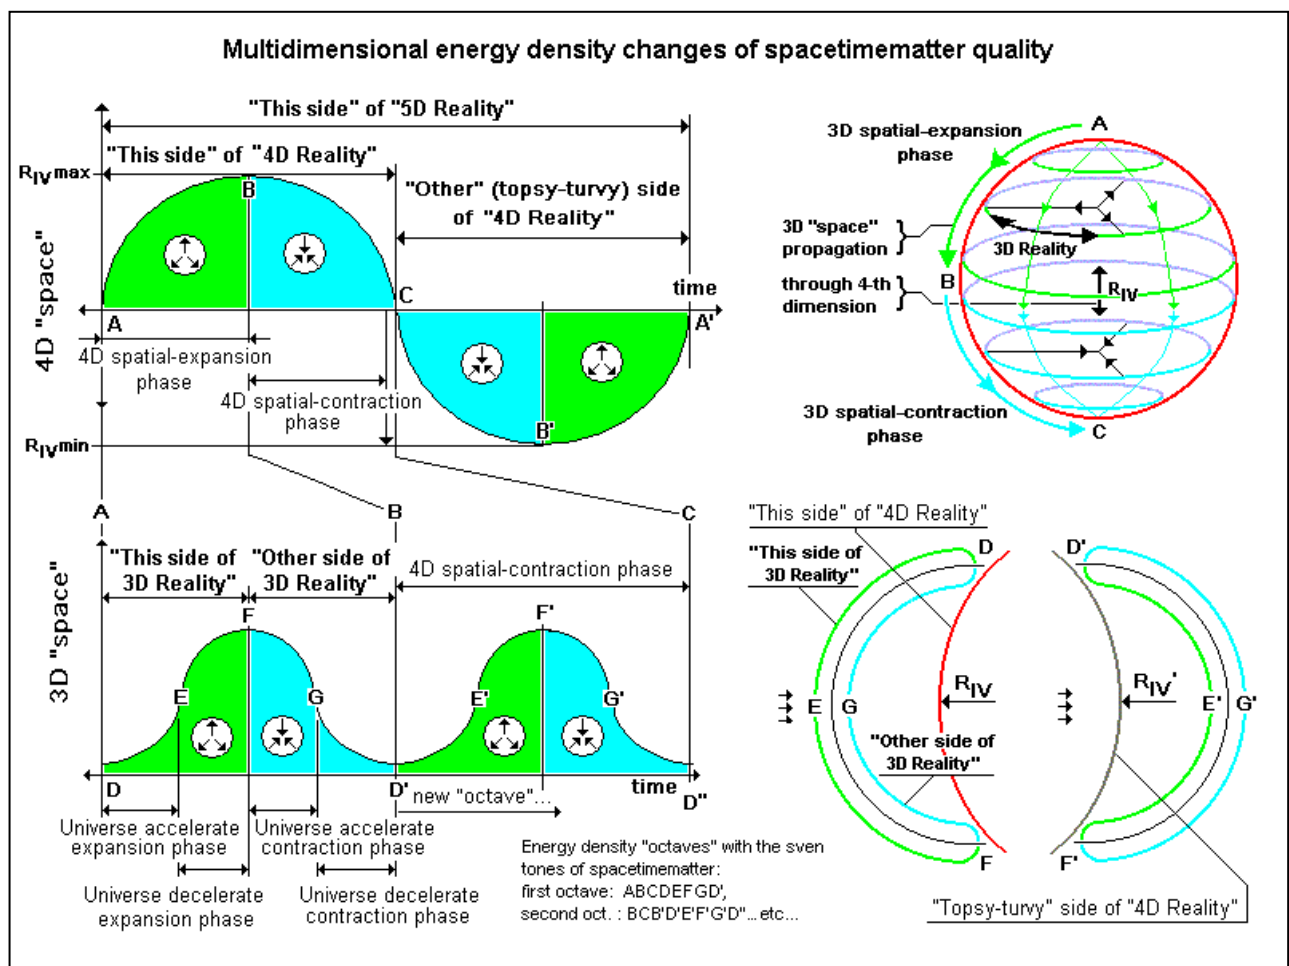 Multidimensional energy density changes of spacetimematter quality
"This side" of "5D Reality"
"This side" of "4D Reality"
RIVmax
B
"Other" (topsy-turvy) side
of "4D Reality"
4D "space"
A
C
time
A'
4D spatial-expansion
phase
4D spatial-contraction
phase
B'
RIVmin
3D spatial-expansion
phase
A
3D "space"
propagation
3D Reality
through 4-th
dimension
B
RIV
3D spatial-contraction
phase
C
A
B
C
"This side of
3D Reality"
"Other side of
3D Reality"
4D spatial-contraction phase
3D "space"
F
F'
E
G
E'
G'
D
D'
time
D"
new "octave"...
Universe accelerate
expansion phase
Universe accelerate
contraction phase
Universe decelerate
expansion phase
Universe decelerate
contraction phase
Energy density "octaves" with the sven
tones of spacetimematter:
first octave: ABCDEFGD',
second oct. : BCB'D'E'F'G'D"...etc...
"This side" of "4D Reality"
"This side of
3D Reality"
D
D'
E
G
RIV
RIV'
E'
G'
"Other side of
3D Reality"
F
F'
"Topsy-turvy" side of "4D Reality"